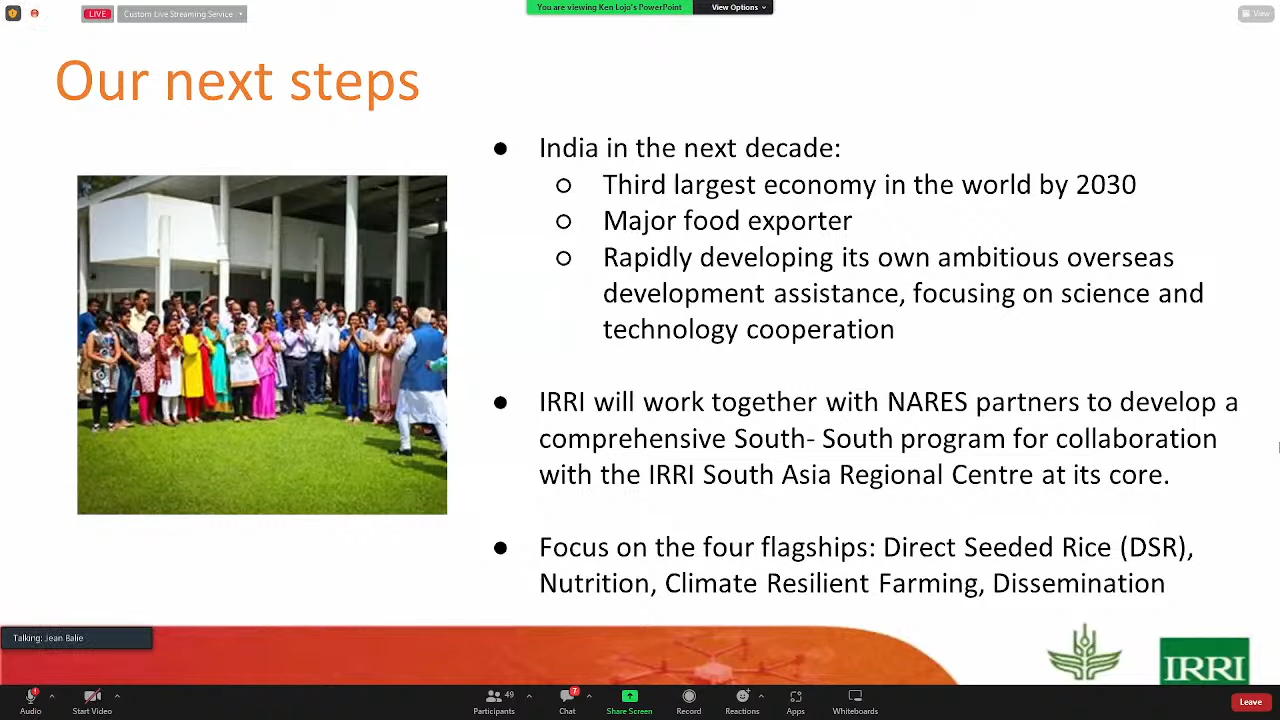 LIVE
Custom Live Streaming Service
You are viewing Ken Lojo's PowerPoint
View Options
View
Our next steps
● India in the next decade:
○ Third largest economy in the world by 2030
○ Major food exporter
○ Rapidly developing its own ambitious overseas
development assistance, focusing on science and
technology cooperation
● IRRI will work together with NARES partners to develop a
comprehensive South- South program for collaboration
with the IRRI South Asia Regional Centre at its core.
● Focus on the four flagships: Direct Seeded Rice (DSR),
Nutrition, Climate Resilient Farming, Dissemination
Talking: Jean Balie
IRRI
49
7
Audio
Start Video
Participants
Chat
Share Screen
Record
Reactions
Apps
Whiteboards
Leave